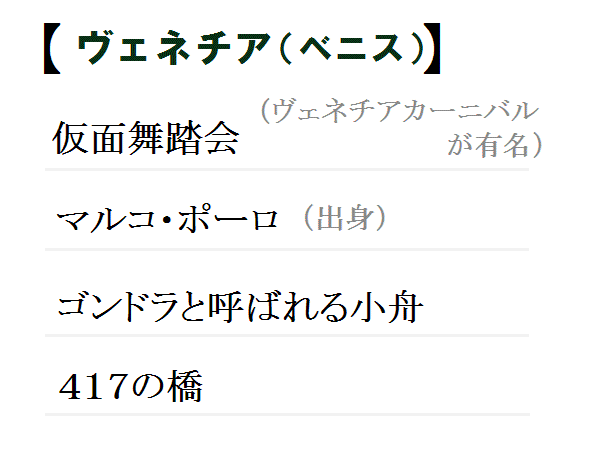 【ヴェネチア(ベニス)】
仮面舞踏会 (ヴェネチアカーニバル
が有名)
マルコ・ポーロ (出身)
ゴンドラと呼ばれる小舟
417の橋